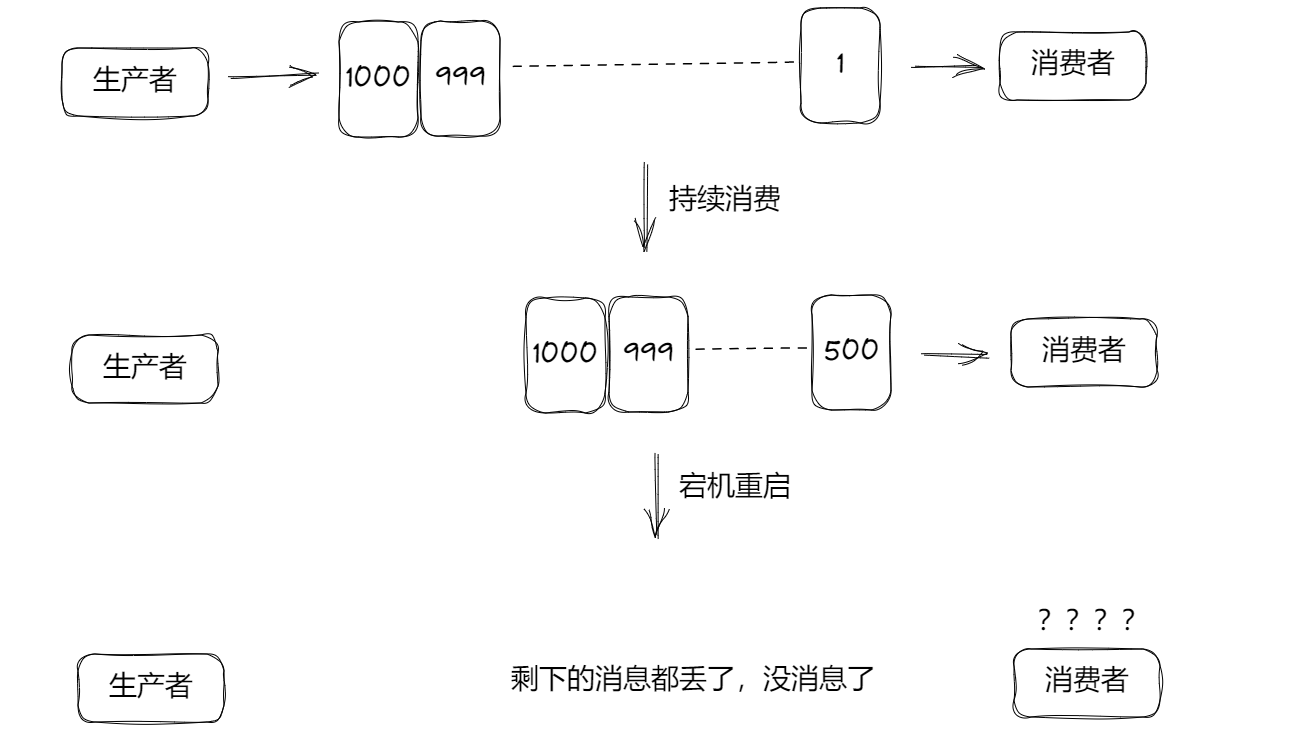 生产者
1000
999
1
消费者
持续消费
生产者
1000
999
500
消费者
宕机重启
？？？？
生产者
剩下的消息都丢了，没消息了
消费者